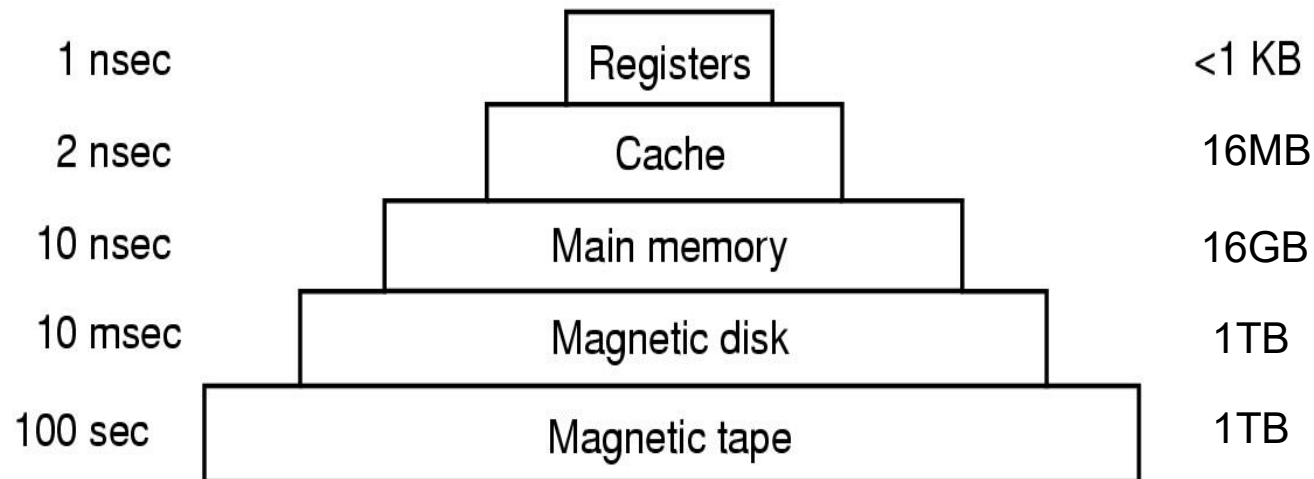 1 nsec Registers <1 KB
2 nsec Cache 16MB
10 nsec Main memory 16GB
10 msec Magnetic disk 1TB
100 sec Magnetic tape 1TB